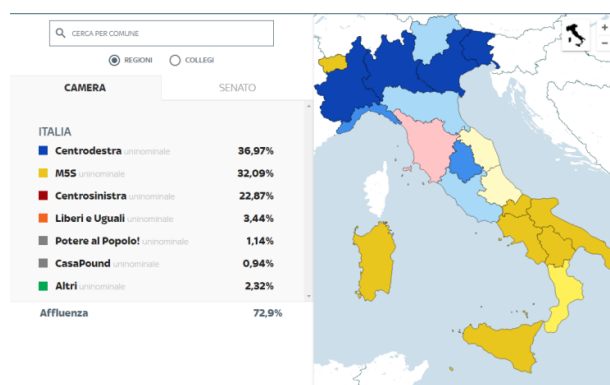 CERCA PER COMUNE
REGIONI COLLEGI
CAMERA SENATO
ITALIA
Centrodestra uninominale 36,97%
M5S uninominale 32,09%
Centrosinistra uninominale 22,87%
Liberi e Uguali uninominale 3,44%
Potere al Popolo! uninominale 1,14%
CasaPound uninominale 0,94%
Altri uninominale 2,32%
Affluenza 72,9%
+
−